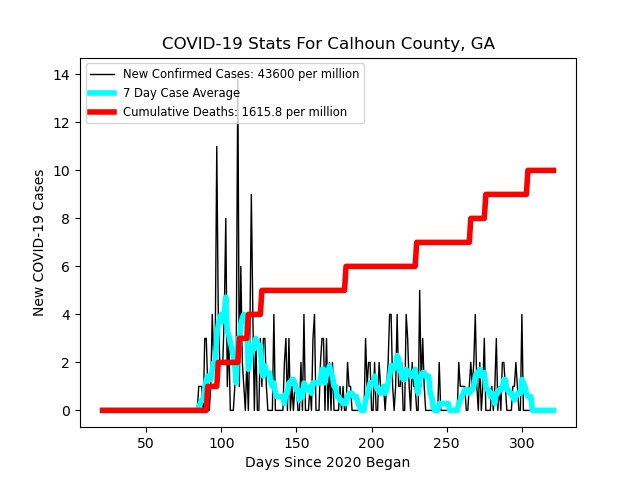 COVID-19 Stats For Calhoun County, GA
New Confirmed Cases: 43600 per million
7 Day Case Average
Cumulative Deaths: 1615.8 per million
New COVID-19 Cases
14
12
10
8
6
4
2
0
50 100 150 200 250 300
Days Since 2020 Began